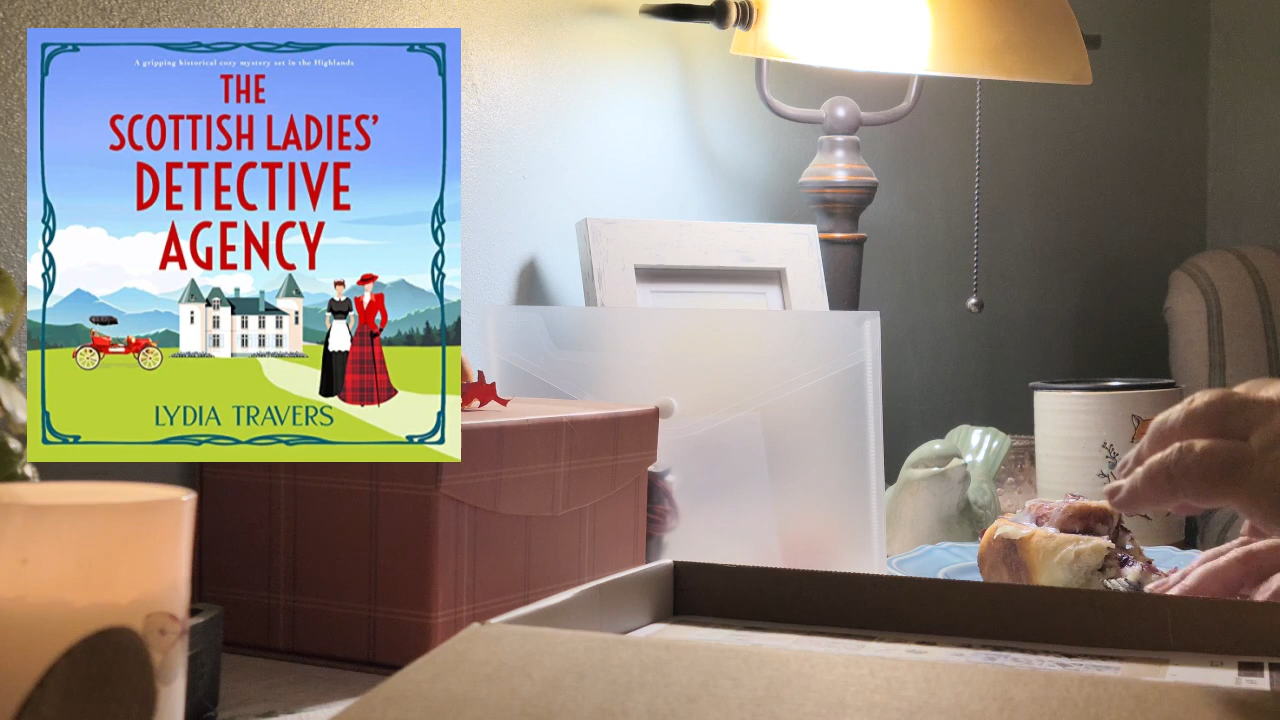 A gripping historical cozy mystery set in the Highlands
THE
SCOTTISH LADIES'
DETECTIVE
AGENCY
LYDIA TRAVERS